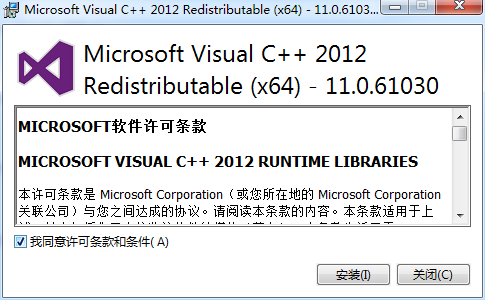 Microsoft Visual C++ 2012 Redistributable (x64) - 11.0.6103...
Microsoft Visual C++ 2012
Redistributable (x64) - 11.0.61030
MICROSOFT软件许可条款
MICROSOFT VISUAL C++ 2012 RUNTIME LIBRARIES
本许可条款是 Microsoft Corporation（或您所在地的 Microsoft Corporation
关联公司）与您之间达成的协议。请阅读本条款的内容。本条款适用于上
我同意许可条款和条件( A)
安装(I)
关闭(C)